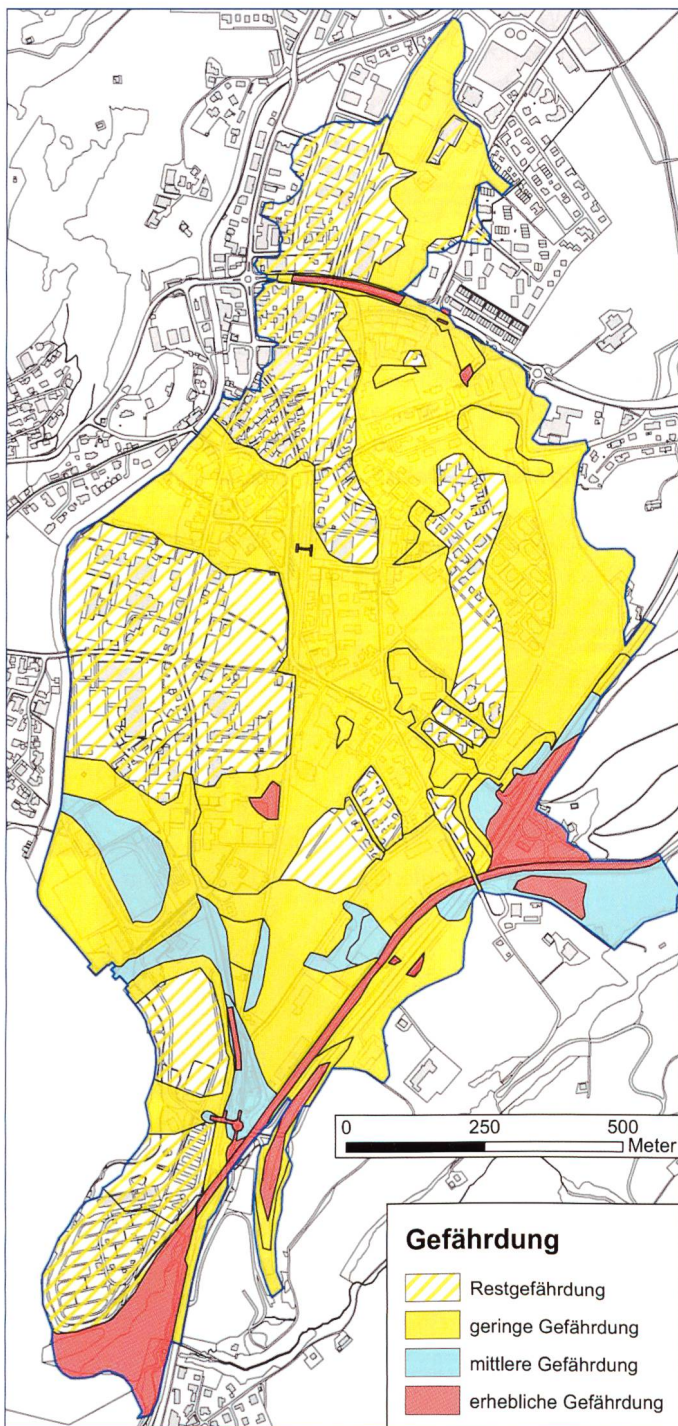 0 250 500
Meter
Gefährdung
Restgefährdung
geringe Gefährdung
mittlere Gefährdung
erhebliche Gefährdung